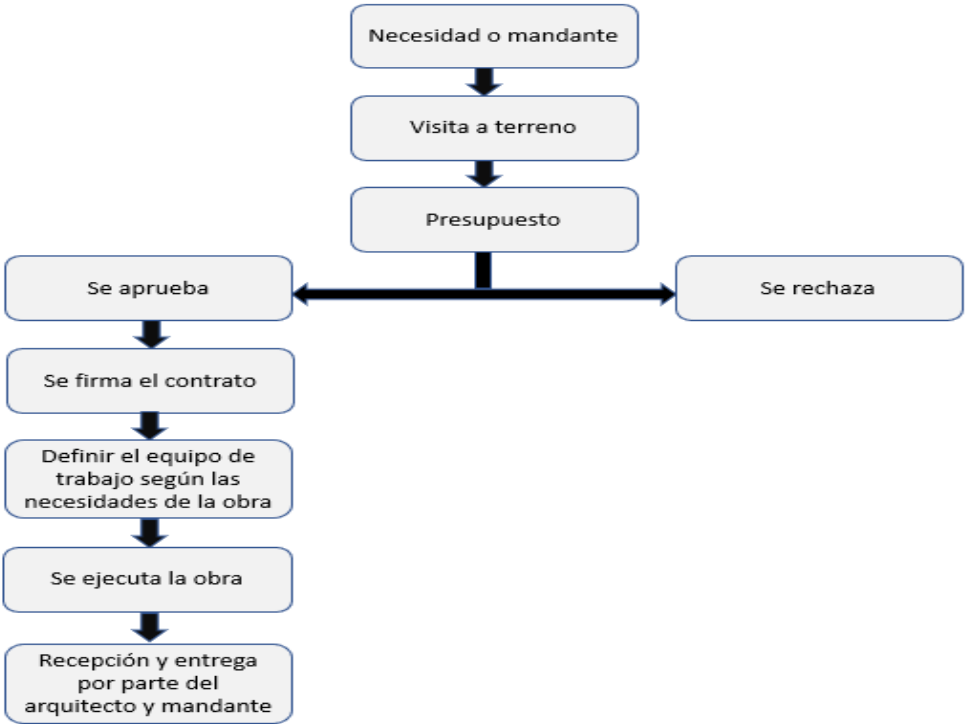 Necesidad o mandante
Visita a terreno
Presupuesto
Se aprueba
Se rechaza
Se firma el contrato
Definir el equipo de
trabajo según las
necesidades de la obra
Se ejecuta la obra
Recepción y entrega
por parte del
arquitecto y mandante